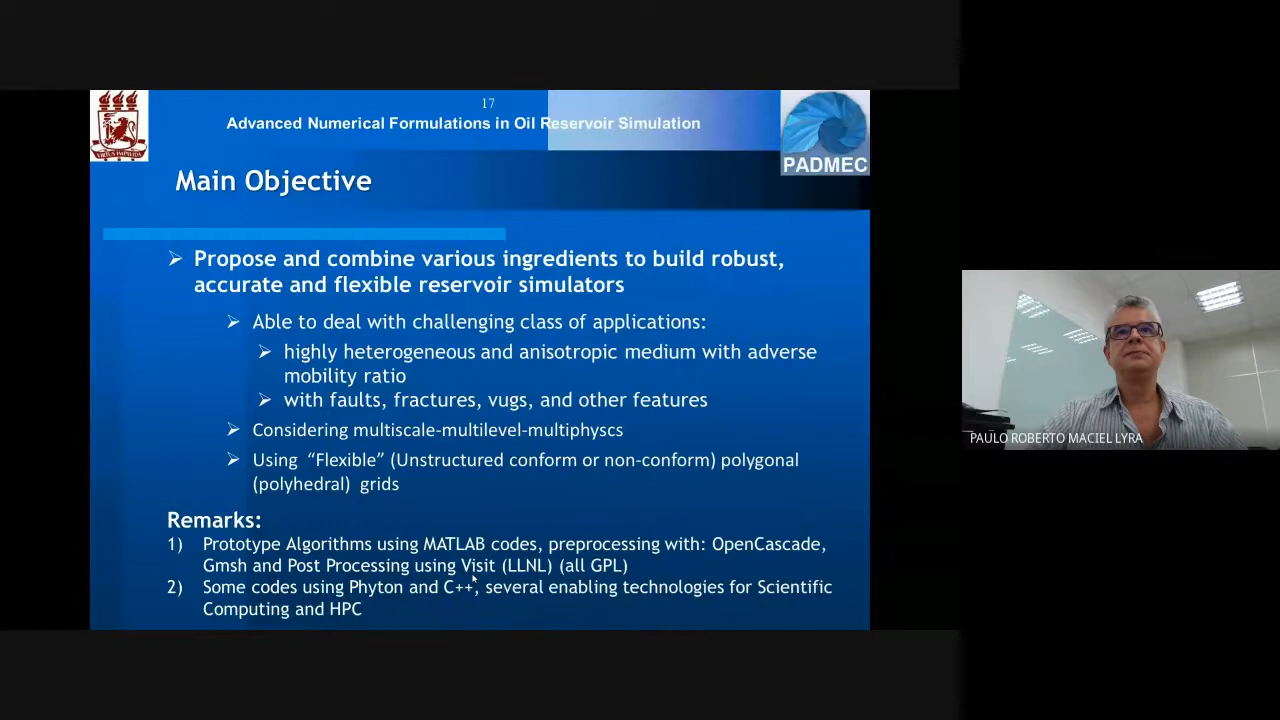 17
Advanced Numerical Formulations in Oil Reservoir Simulation
VIRTUS IMPAVIDA
PADMEC
Main Objective
Propose and combine various ingredients to build robust,
accurate and flexible reservoir simulators
Able to deal with challenging class of applications:
highly heterogeneous and anisotropic medium with adverse
mobility ratio
with faults, fractures, vugs, and other features
Considering multiscale-multilevel-multiphyscs
Using “Flexible” (Unstructured conform or non-conform) polygonal
(polyhedral) grids
Remarks:
1) Prototype Algorithms using MATLAB codes, preprocessing with: OpenCascade,
Gmsh and Post Processing using Visit (LLNL) (all GPL)
2) Some codes using Phyton and C++, several enabling technologies for Scientific
Computing and HPC
PAULO ROBERTO MACIEL LYRA